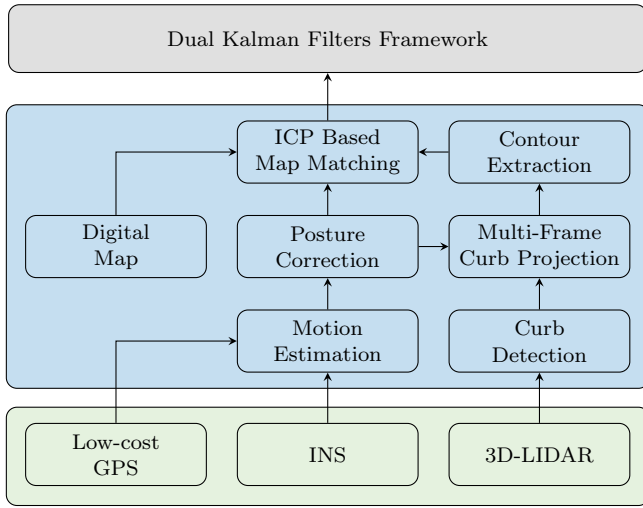 Dual Kalman Filters Framework
ICP Based
Map Matching
Contour
Extraction
Digital
Map
Posture
Correction
Multi-Frame
Curb Projection
Motion
Estimation
Curb
Detection
Low-cost
GPS
INS
3D-LIDAR